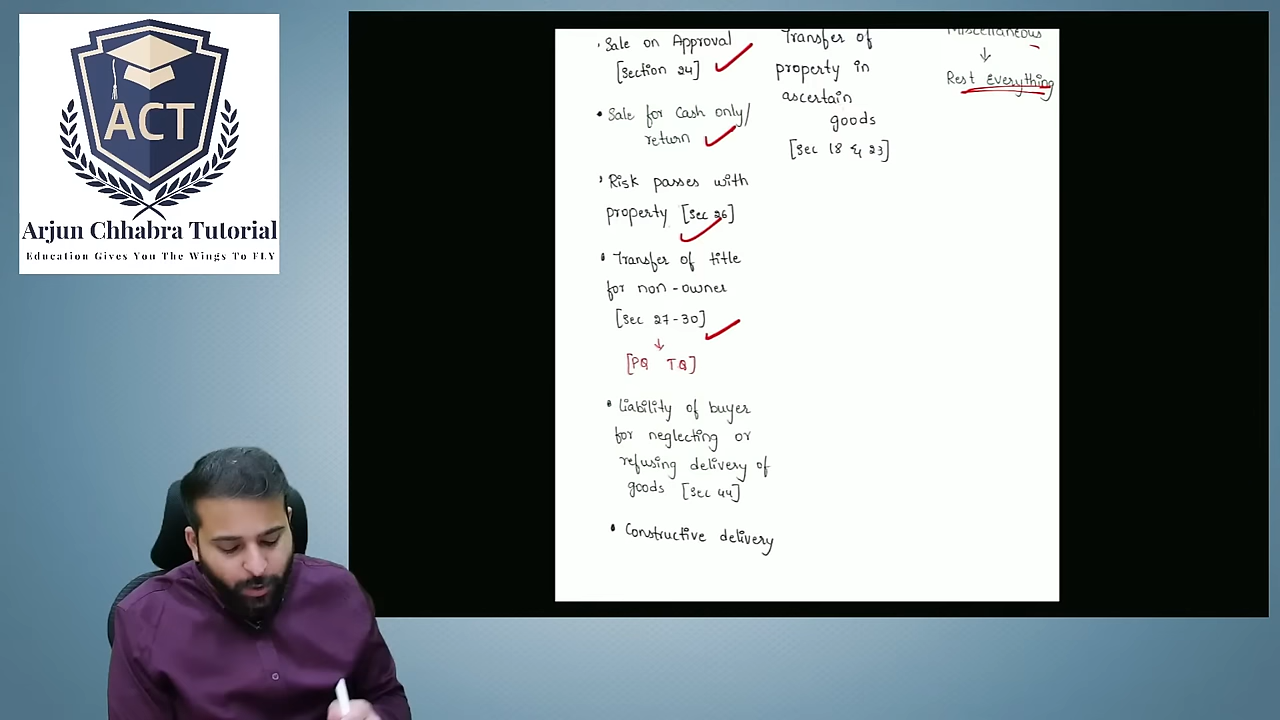 ACT
Arjun Chhabra Tutorial
Education Gives You The Wings To FLY
· Sale on Approval
[Section 24]
• Sale for Cash only/
return
· Risk passes with
property [Sec 26]
• Transfer of title
for non-owner
[Sec 27-30]
[PQ TQ]
• Liability of buyer
for neglecting or
refusing delivery of
goods [Sec 44]
• Constructive delivery
Transfer of
property in
ascertain
goods
[Sec 18 & 23]
Miscellaneous
Rest Everything